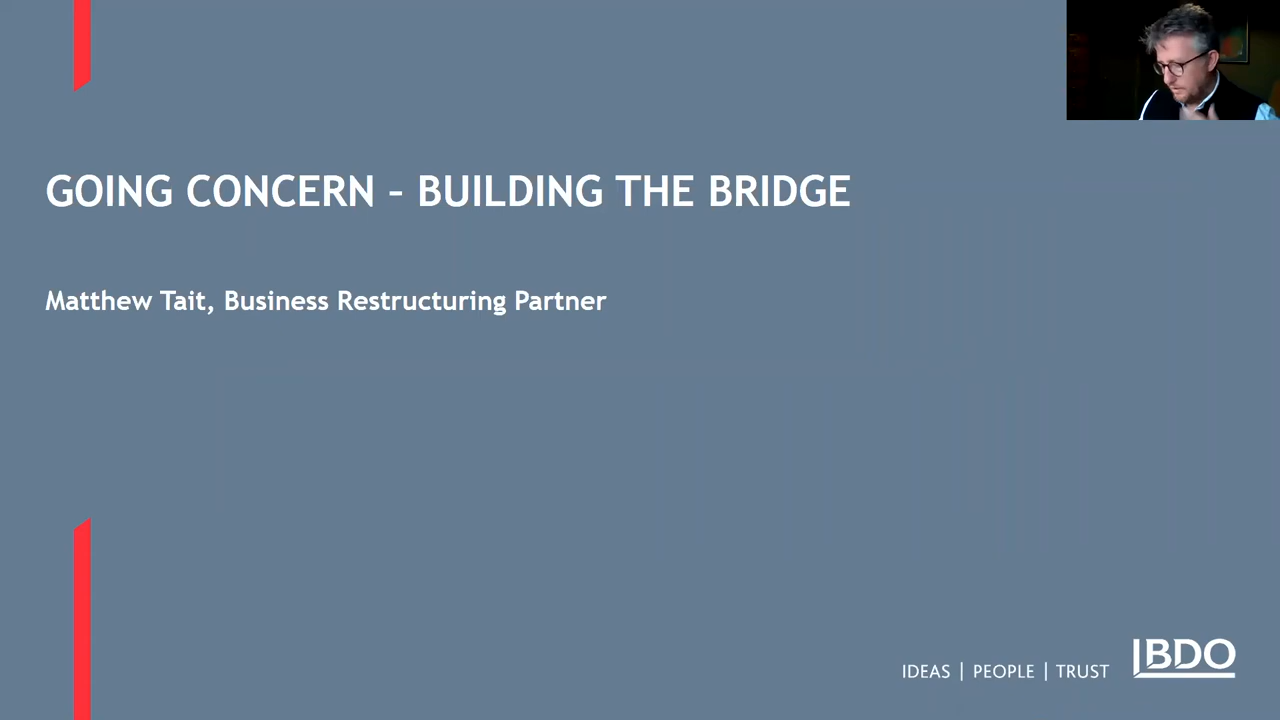 GOING CONCERN – BUILDING THE BRIDGE
Matthew Tait, Business Restructuring Partner
IDEAS | PEOPLE | TRUST
BDO